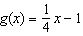 g(x) = 1/4 x − 1